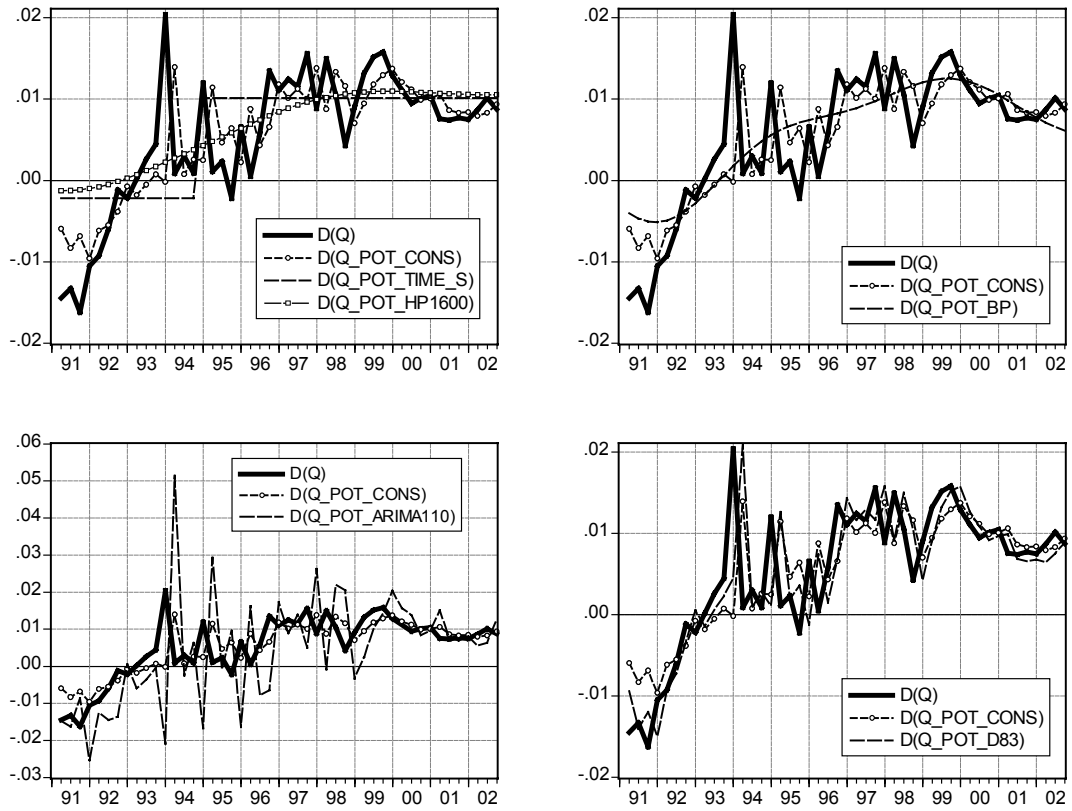 .02
.01
.00
-.01
-.02
D(Q)
D(Q_POT_CONS)
D(Q_POT_TIME_S)
D(Q_POT_HP1600)
91 92 93 94 95 96 97 98 99 00 01 02
.02
.01
.00
-.01
-.02
D(Q)
D(Q_POT_CONS)
D(Q_POT_BP)
91 92 93 94 95 96 97 98 99 00 01 02
.06
.05
.04
.03
.02
.01
.00
-.01
-.02
-.03
D(Q)
D(Q_POT_CONS)
D(Q_POT_ARIMA110)
91 92 93 94 95 96 97 98 99 00 01 02
.02
.01
.00
-.01
-.02
D(Q)
D(Q_POT_CONS)
D(Q_POT_D83)
91 92 93 94 95 96 97 98 99 00 01 02